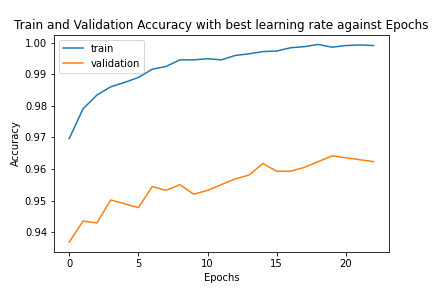 Train and Validation Accuracy with best learning rate against Epochs
1.00
0.99
0.98
0.97
0.96
0.95
0.94
Accuracy
train
validation
0
5
10
15
20
Epochs